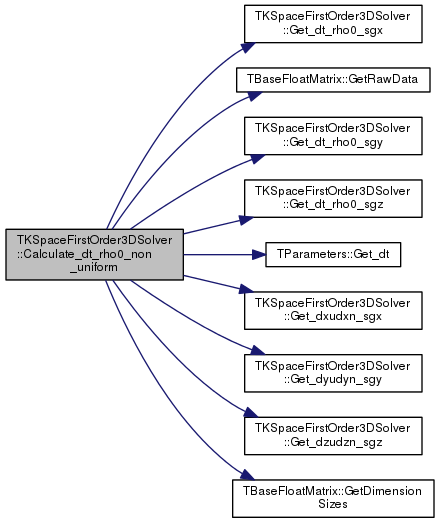 TKSpaceFirstOrder3DSolver
::Get_dt_rho0_sgx
TBaseFloatMatrix::GetRawData
TKSpaceFirstOrder3DSolver
::Get_dt_rho0_sgy
TKSpaceFirstOrder3DSolver
::Get_dt_rho0_sgz
TKSpaceFirstOrder3DSolver
::Calculate_dt_rho0_non
_uniform
TParameters::Get_dt
TKSpaceFirstOrder3DSolver
::Get_dxudxn_sgx
TKSpaceFirstOrder3DSolver
::Get_dyudyn_sgy
TKSpaceFirstOrder3DSolver
::Get_dzudzn_sgz
TBaseFloatMatrix::GetDimension
Sizes